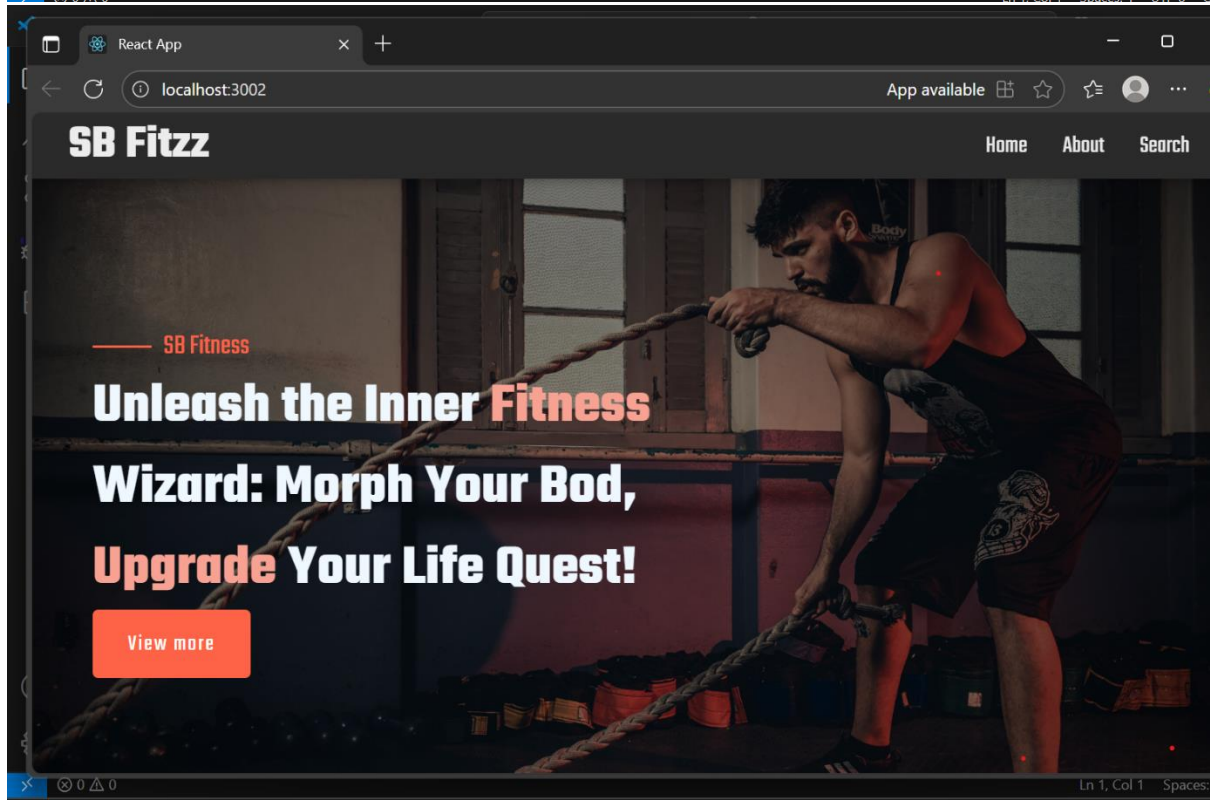 React App
localhost:3002
App available
SB Fitzz
Home About Search
Body
SB Fitness
Unleash the Inner Fitness
Wizard: Morph Your Bod,
Upgrade Your Life Quest!
View more
0 0
Ln 1, Col 1 Spaces: